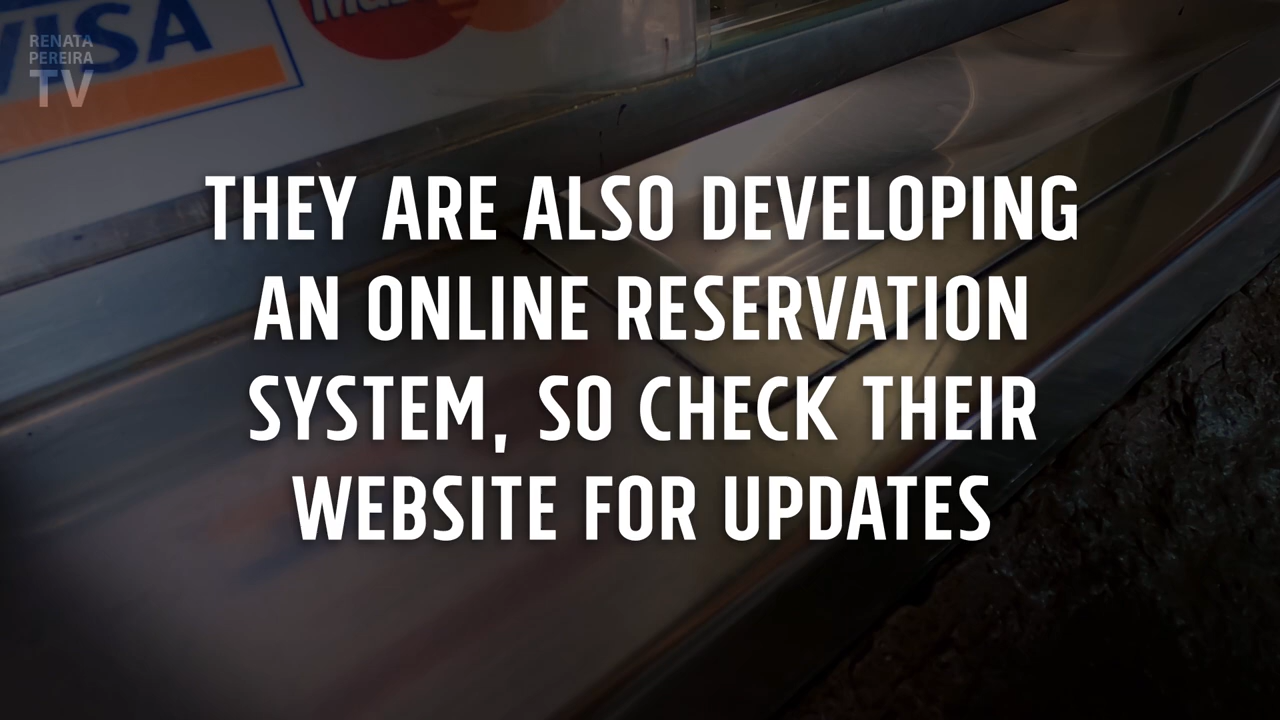 VISA
RENATA
PEREIRA
TV
THEY ARE ALSO DEVELOPING
AN ONLINE RESERVATION
SYSTEM, SO CHECK THEIR
WEBSITE FOR UPDATES